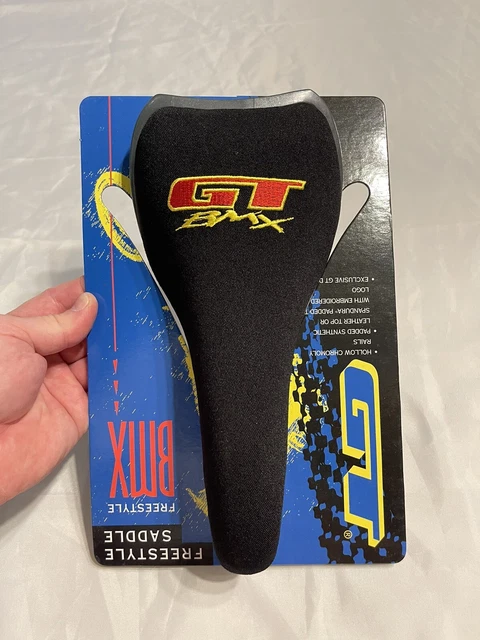 GT
BMX
GT
®
• HOLLOW CHROMOLY
RAILS
• PADDED SYNTHETIC
LEATHER TOP OR
SPANDURA® PADDED T
WITH EMBROIDERED
LOGO
• EXCLUSIVE GT D
BMX
FREESTYLE
FREESTYLE
SADDLE